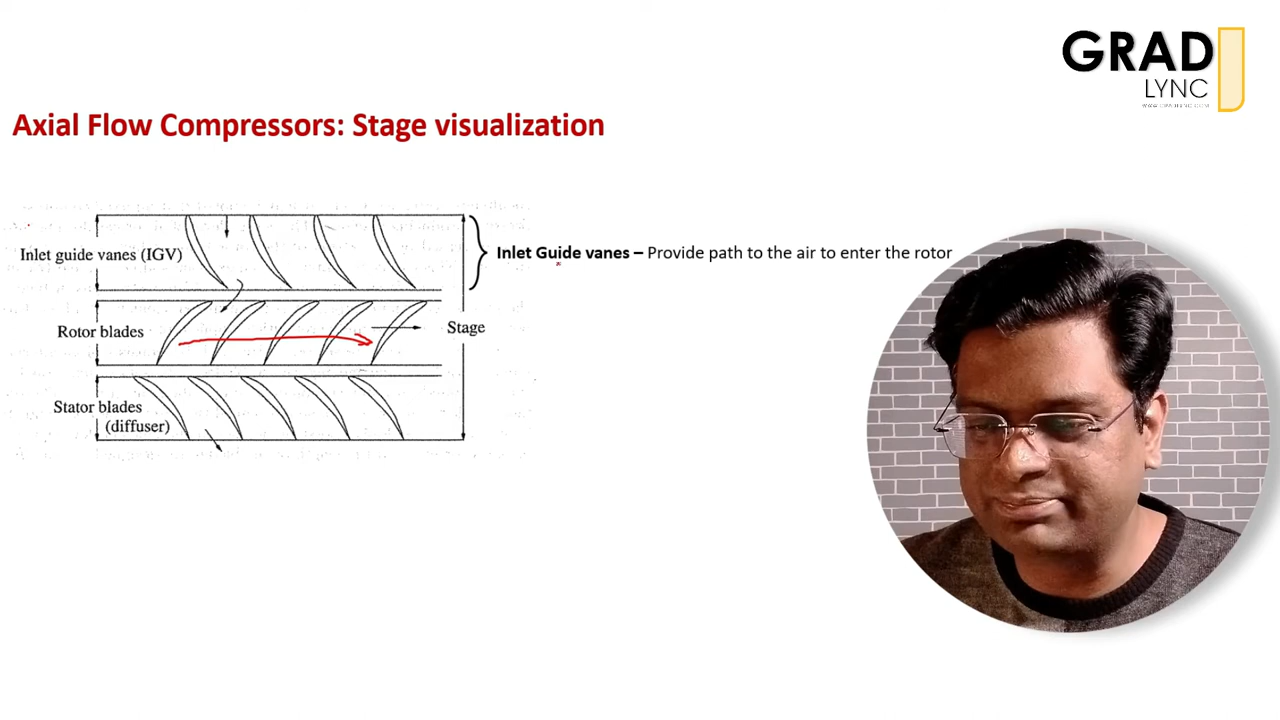 GRAD
LYNC
Axial Flow Compressors: Stage visualization
Inlet guide vanes (IGV)
Inlet Guide vanes – Provide path to the air to enter the rotor
Rotor blades
Stage
Stator blades
(diffuser)